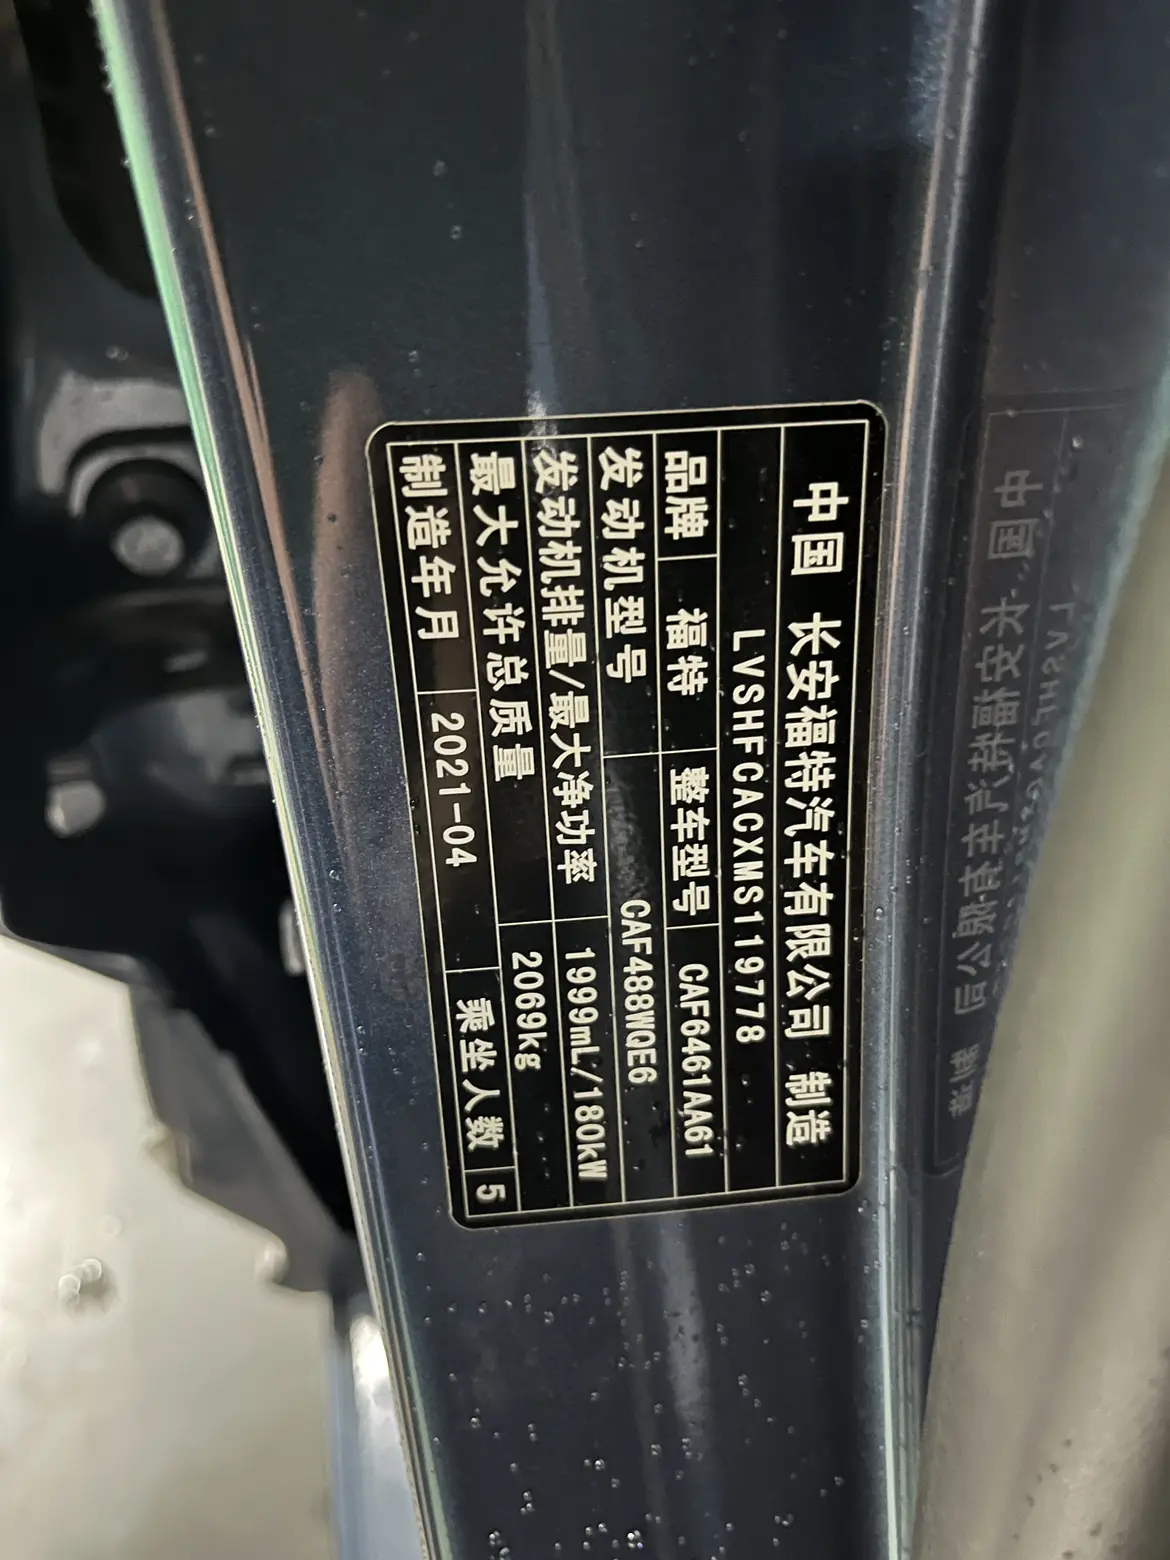 中国 长安福特汽车有限公司 制造
LVSHFCACXMS119778
品牌 福特 整车型号 CAF6461AA61
发动机型号 CAF488WQE6
发动机排量/最大净功率 1999mL/180kW
最大允许总质量 2069kg
制造年月 2021-04 乘坐人数 5